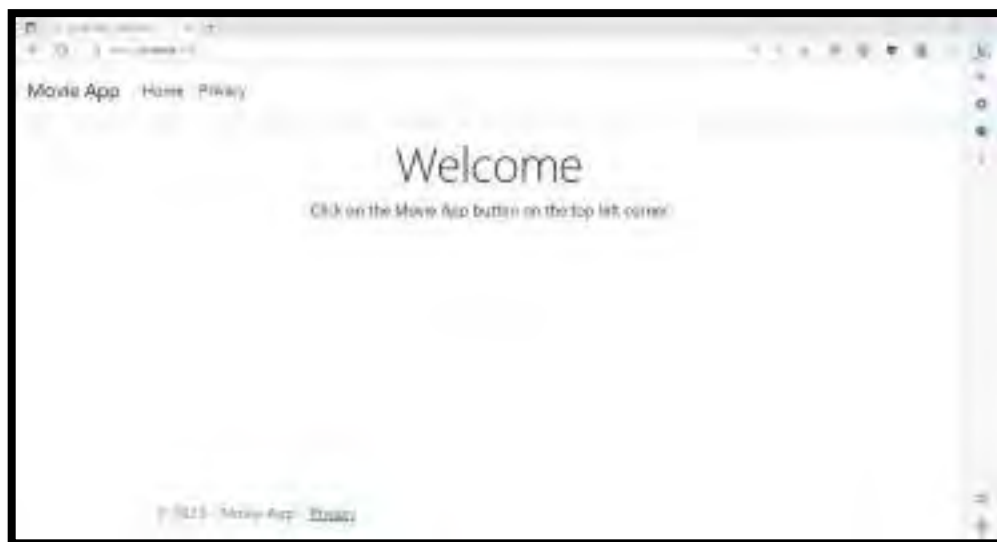 Movie App Home Privacy
Welcome
Click on the Movie App button on the top left corner
Movie App - Privacy